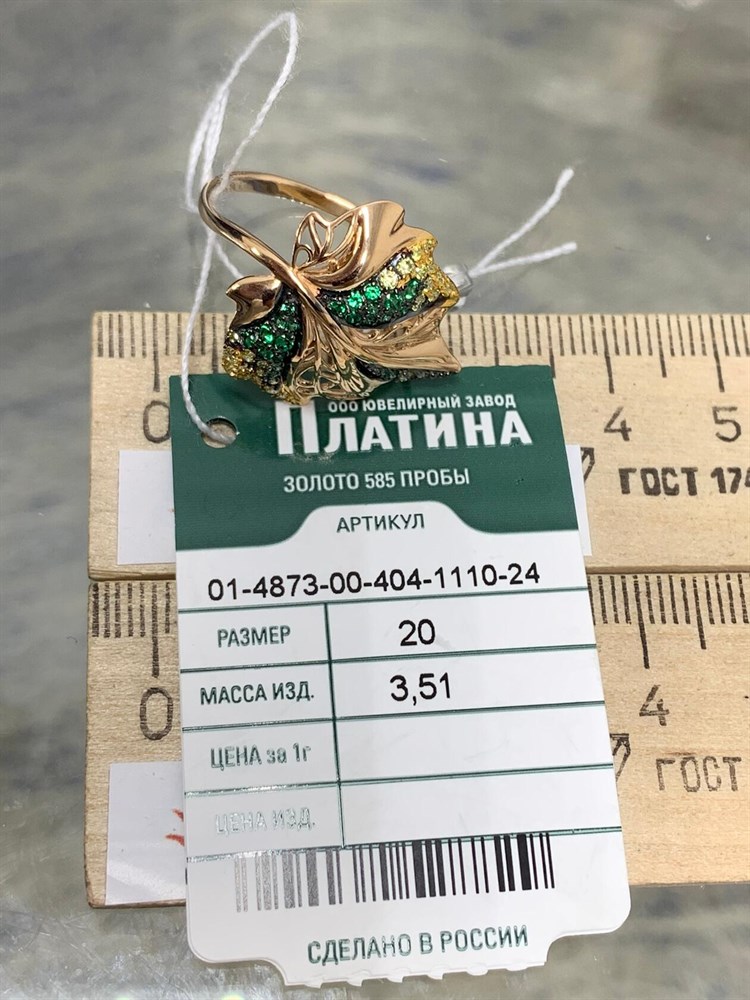 0 4 5
ООО ЮВЕЛИРНЫЙ ЗАВОД
ПЛАТИНА
ЗОЛОТО 585 ПРОБЫ
ГОСТ 174
АРТИКУЛ
01-4873-00-404-1110-24
РАЗМЕР 20
МАССА ИЗД. 3,51
0 4
ЦЕНА за 1г
ГОСТ
ЦЕНА ИЗД.
СДЕЛАНО В РОССИИ